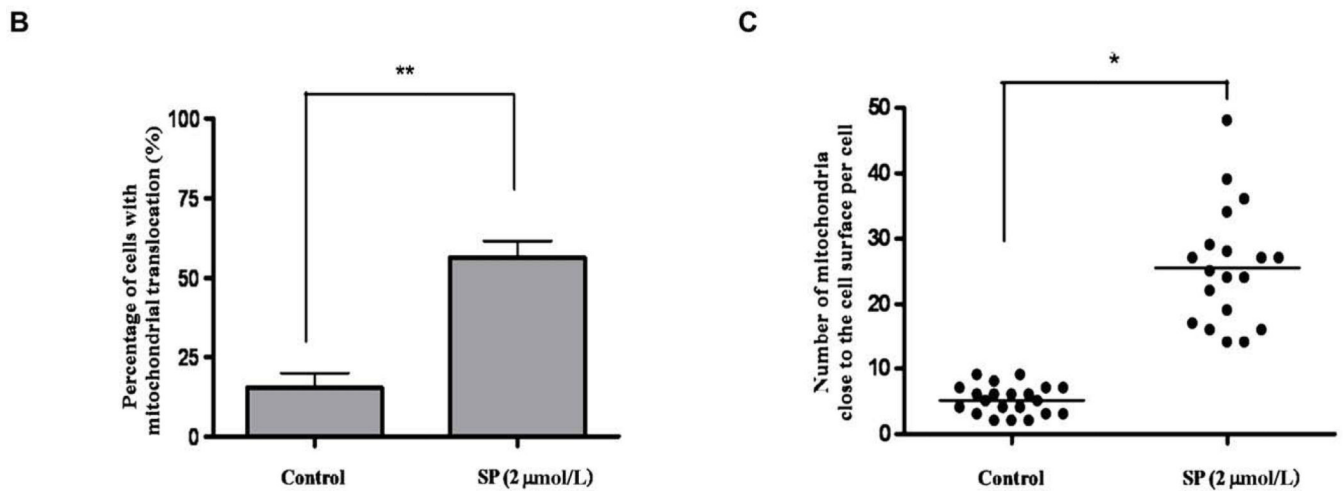 B
C
**
*
Percentage of cells with
mitochondrial translocation (%)
100
75
50
25
0
Control
SP (2 μmol/L)
Number of mitochondria
close to the cell surface per cell
50
40
30
20
10
0
Control
SP (2 μmol/L)